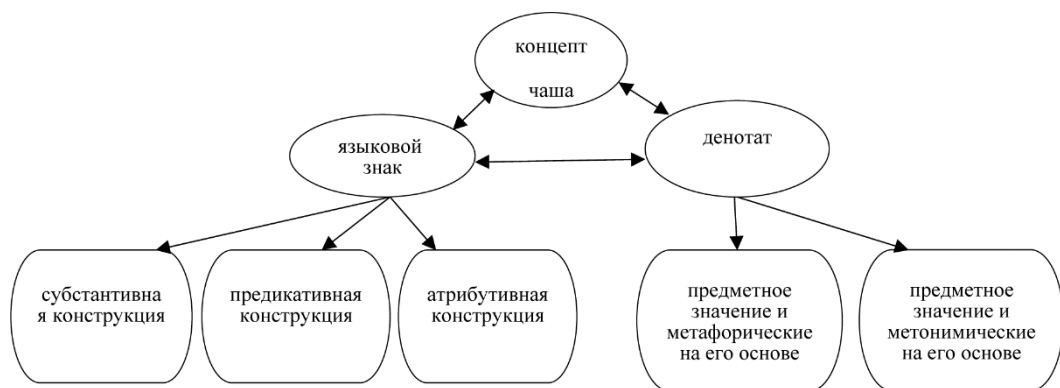 концепт
чаша
языковой
знак
денотат
субстантивна
я конструкция
предикативная
конструкция
атрибутивная
конструкция
предметное
значение и
метафорические
на его основе
предметное
значение и
метонимические
на его основе